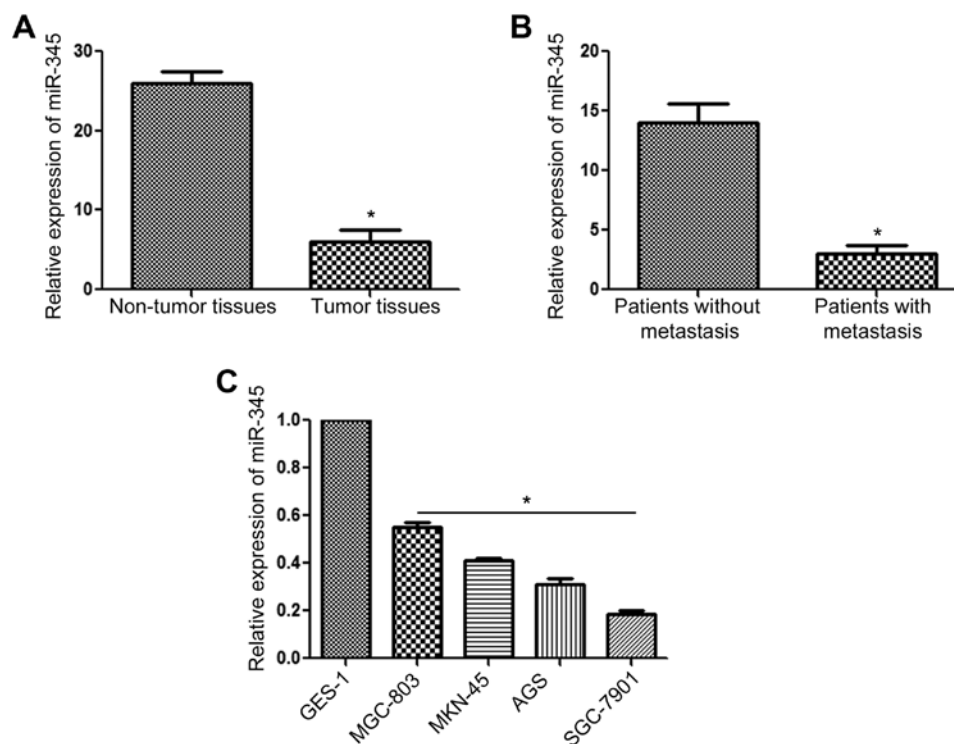 A
Relative expression of miR-345
30
20
10
0
*
Non-tumor tissues
Tumor tissues
B
Relative expression of miR-345
20
15
10
5
0
*
Patients without
metastasis
Patients with
metastasis
C
Relative expression of miR-345
1.0
0.8
0.6
0.4
0.2
0.0
*
GES-1
MGC-803
MKN-45
AGS
SGC-7901